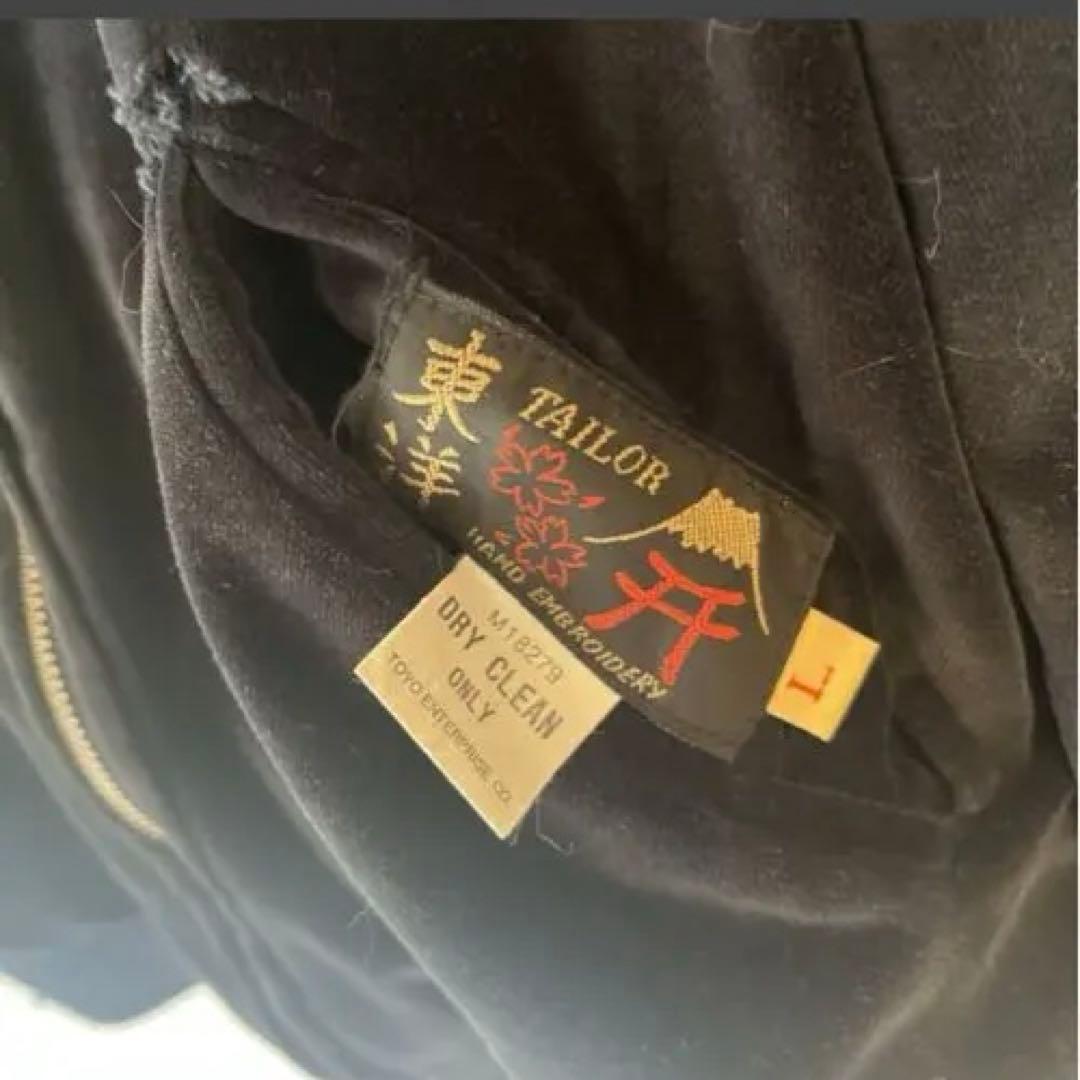 東洋
TAILOR
HAND EMBROIDERY
M18279
DRY CLEAN
ONLY
TOYO ENTERPRISE CO.
L